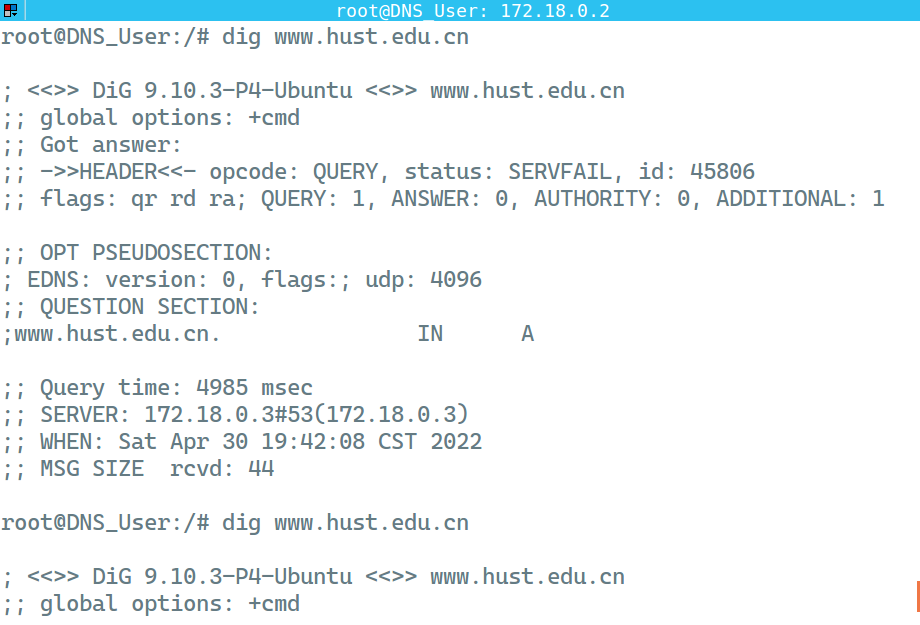 root@DNS_User: 172.18.0.2
root@DNS_User:/# dig www.hust.edu.cn
; <<>> DiG 9.10.3-P4-Ubuntu <<>> www.hust.edu.cn
;; global options: +cmd
;; Got answer:
;; ->>HEADER<<- opcode: QUERY, status: SERVFAIL, id: 45806
;; flags: qr rd ra; QUERY: 1, ANSWER: 0, AUTHORITY: 0, ADDITIONAL: 1
;; OPT PSEUDOSECTION:
; EDNS: version: 0, flags:; udp: 4096
;; QUESTION SECTION:
;www.hust.edu.cn. IN A
;; Query time: 4985 msec
;; SERVER: 172.18.0.3#53(172.18.0.3)
;; WHEN: Sat Apr 30 19:42:08 CST 2022
;; MSG SIZE  rcvd: 44
root@DNS_User:/# dig www.hust.edu.cn
; <<>> DiG 9.10.3-P4-Ubuntu <<>> www.hust.edu.cn
;; global options: +cmd